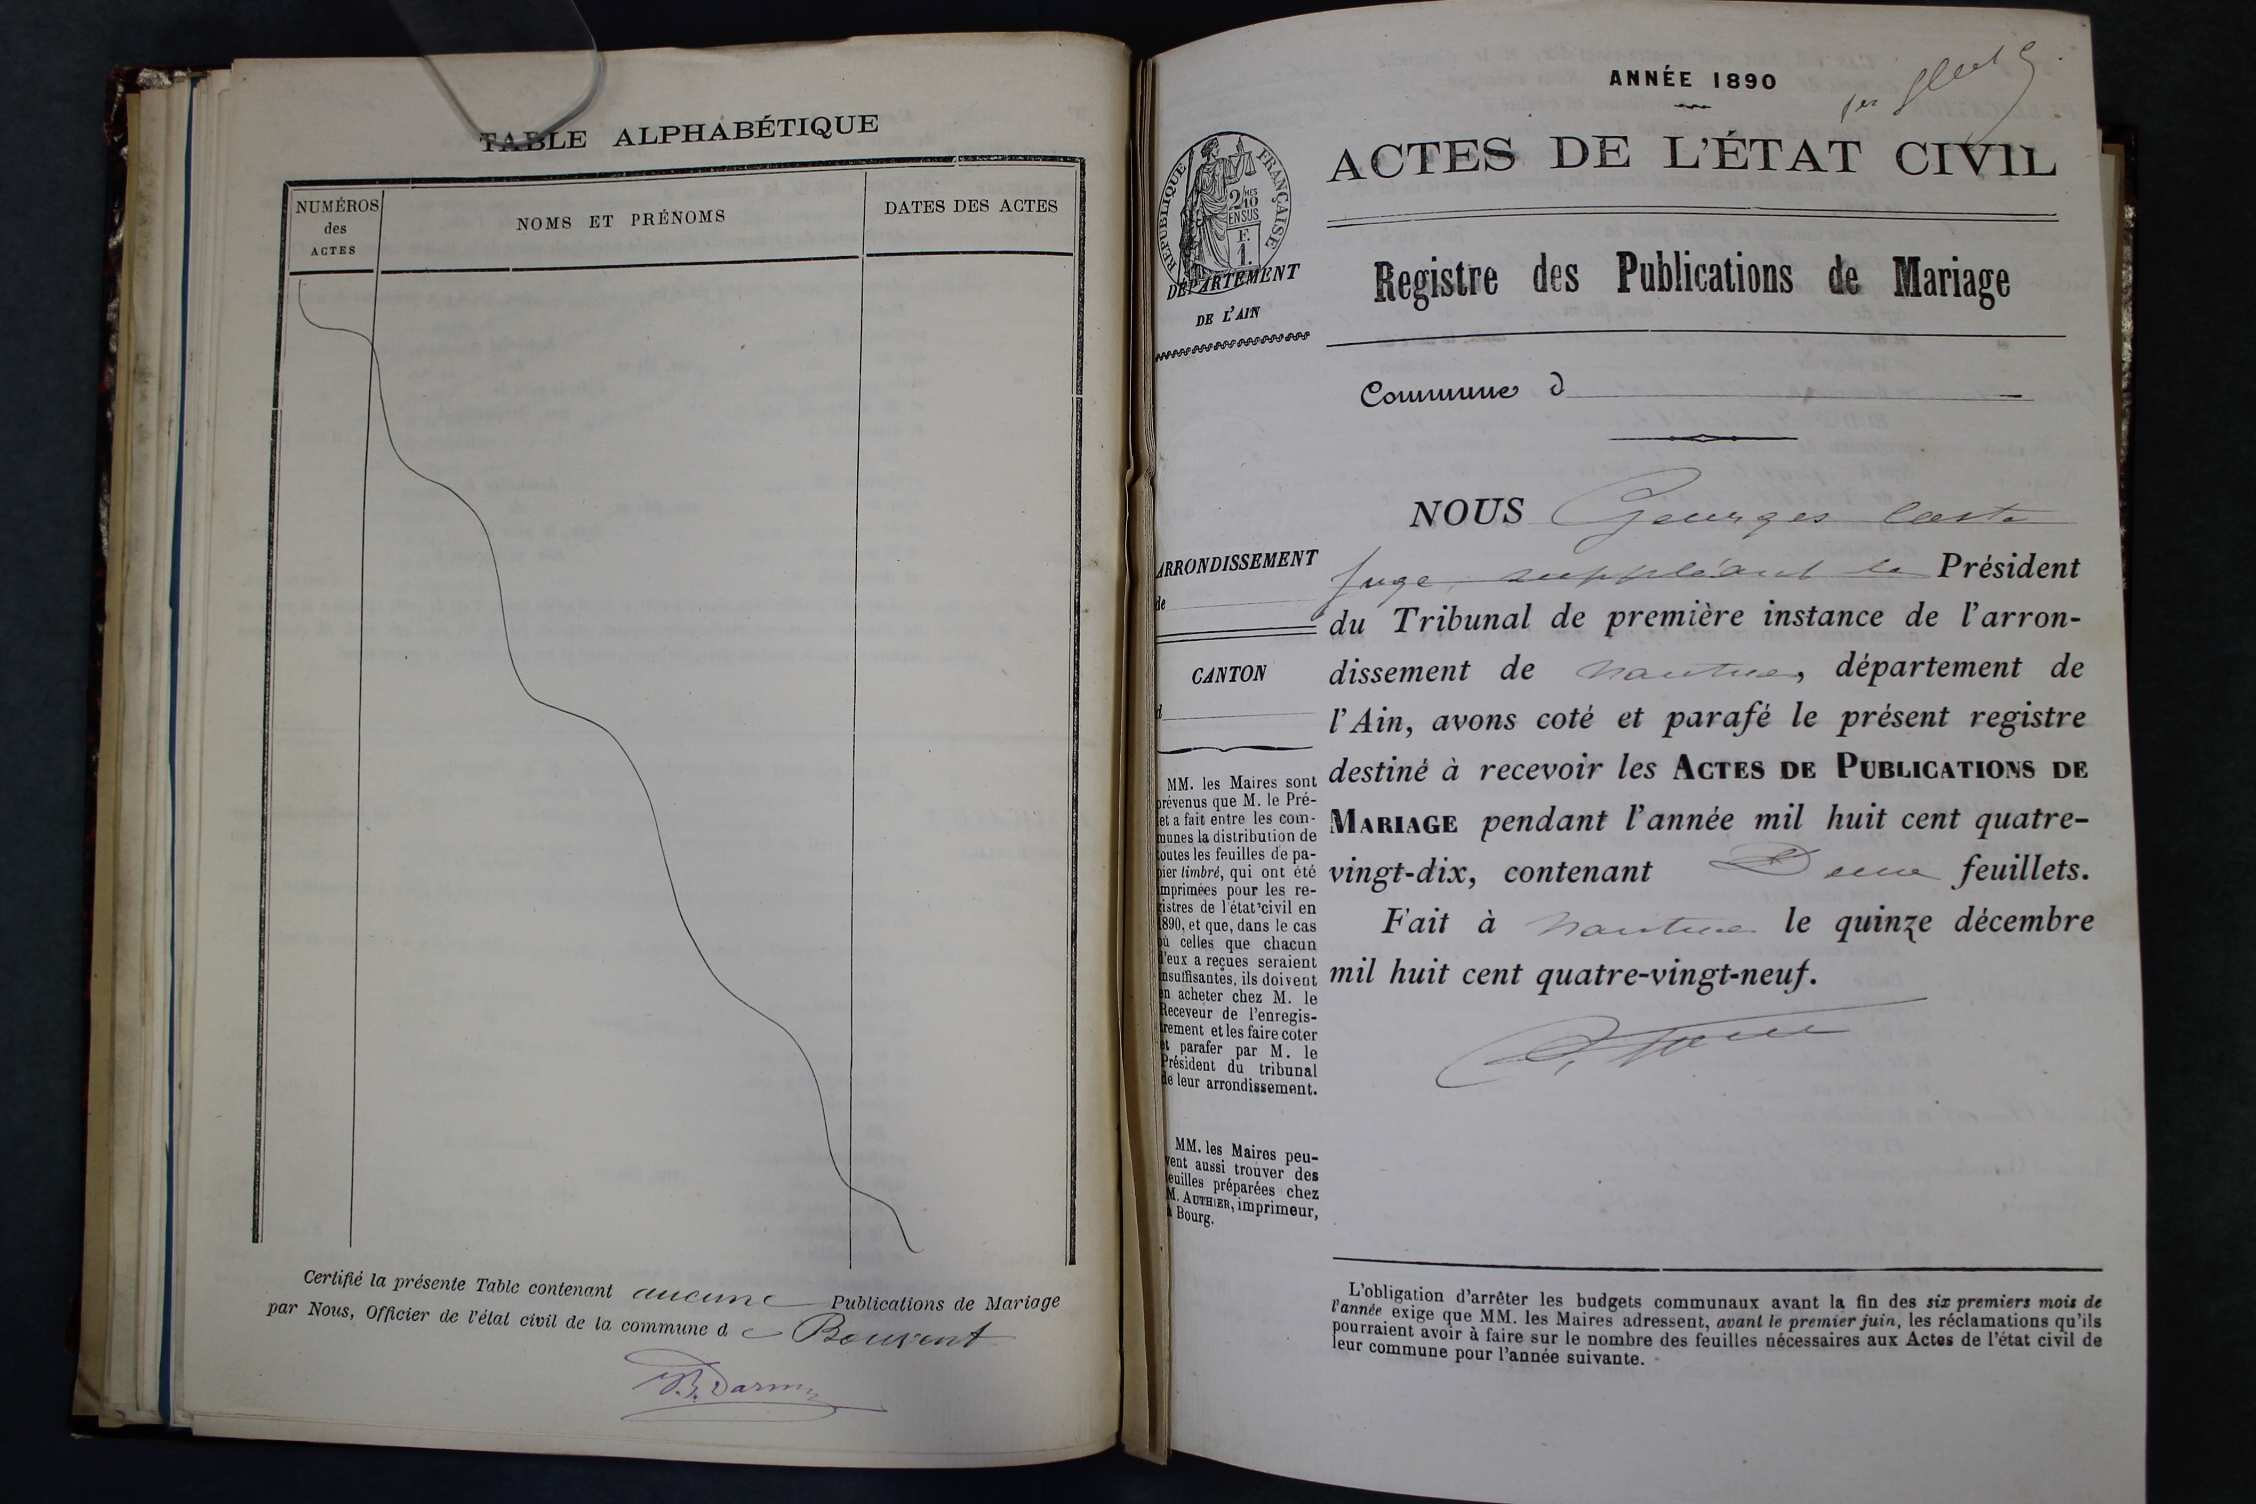 TABLE ALPHABÉTIQUE
NUMÉROS
des
ACTES
NOMS ET PRÉNOMS
DATES DES ACTES
Certifié la présente Table contenant aucune Publications de Mariage
par Nous, Officier de l'état civil de la commune d e Bouvent
ANNÉE 1890
ACTES DE L'ÉTAT CIVIL
RÉPUBLIQUE FRANÇAISE
2/10MES
EN SUS
F.
1.
DÉPARTEMENT
DE L'AIN
Registre des Publications de Mariage
Commune d
ARRONDISSEMENT
de
CANTON
d
MM. les Maires sont
prévenus que M. le Pré-
fet a fait entre les com-
munes la distribution de
toutes les feuilles de pa-
pier timbré, qui ont été
imprimées pour les re-
gistres de l'état civil en
1890, et que, dans le cas
où celles que chacun
d'eux a reçues seraient
insuffisantes, ils doivent
en acheter chez M. le
Receveur de l'enregis-
trement et les faire coter
et parafer par M. le
Président du tribunal
de leur arrondissement.
MM. les Maires peu-
vent aussi trouver des
feuilles préparées chez
M. AUTHIER, imprimeur,
à Bourg.
NOUS Georges
Juge suppléant le Président
du Tribunal de première instance de l'arron-
dissement de Nantua, département de
l'Ain, avons coté et parafé le présent registre
destiné à recevoir les ACTES DE PUBLICATIONS DE
MARIAGE pendant l'année mil huit cent quatre-
vingt-dix, contenant Deux feuillets.
Fait à Nantua le quinze décembre
mil huit cent quatre-vingt-neuf.
L'obligation d'arrêter les budgets communaux avant la fin des six premiers mois de
l'année exige que MM. les Maires adressent, avant le premier juin, les réclamations qu'ils
pourraient avoir à faire sur le nombre des feuilles nécessaires aux Actes de l'état civil de
leur commune pour l'année suivante.